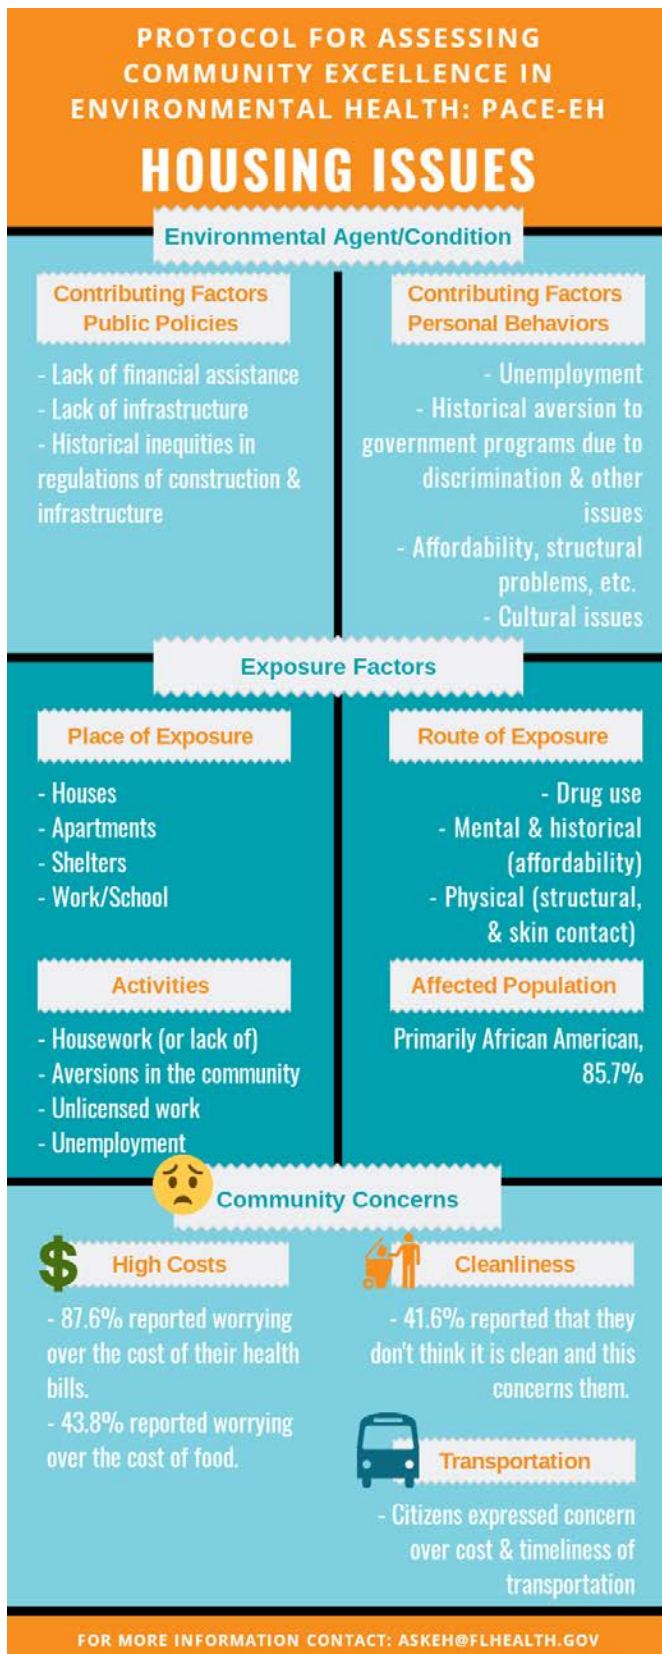 PROTOCOL FOR ASSESSING
COMMUNITY EXCELLENCE IN
ENVIRONMENTAL HEALTH: PACE-EH
HOUSING ISSUES
Environmental Agent/Condition
Contributing Factors
Public Policies
- Lack of financial assistance
- Lack of infrastructure
- Historical inequities in
regulations of construction &
infrastructure
Contributing Factors
Personal Behaviors
- Unemployment
- Historical aversion to
government programs due to
discrimination & other
issues
- Affordability, structural
problems, etc.
- Cultural issues
Exposure Factors
Place of Exposure
- Houses
- Apartments
- Shelters
- Work/School
Route of Exposure
- Drug use
- Mental & historical
(affordability)
- Physical (structural,
& skin contact)
Activities
- Housework (or lack of)
- Aversions in the community
- Unlicensed work
- Unemployment
Affected Population
Primarily African American,
85.7%
Community Concerns
$ High Costs
- 87.6% reported worrying
over the cost of their health
bills.
- 43.8% reported worrying
over the cost of food.
Cleanliness
- 41.6% reported that they
don't think it is clean and this
concerns them.
Transportation
- Citizens expressed concern
over cost & timeliness of
transportation
FOR MORE INFORMATION CONTACT: ASKEH@FLHEALTH.GOV